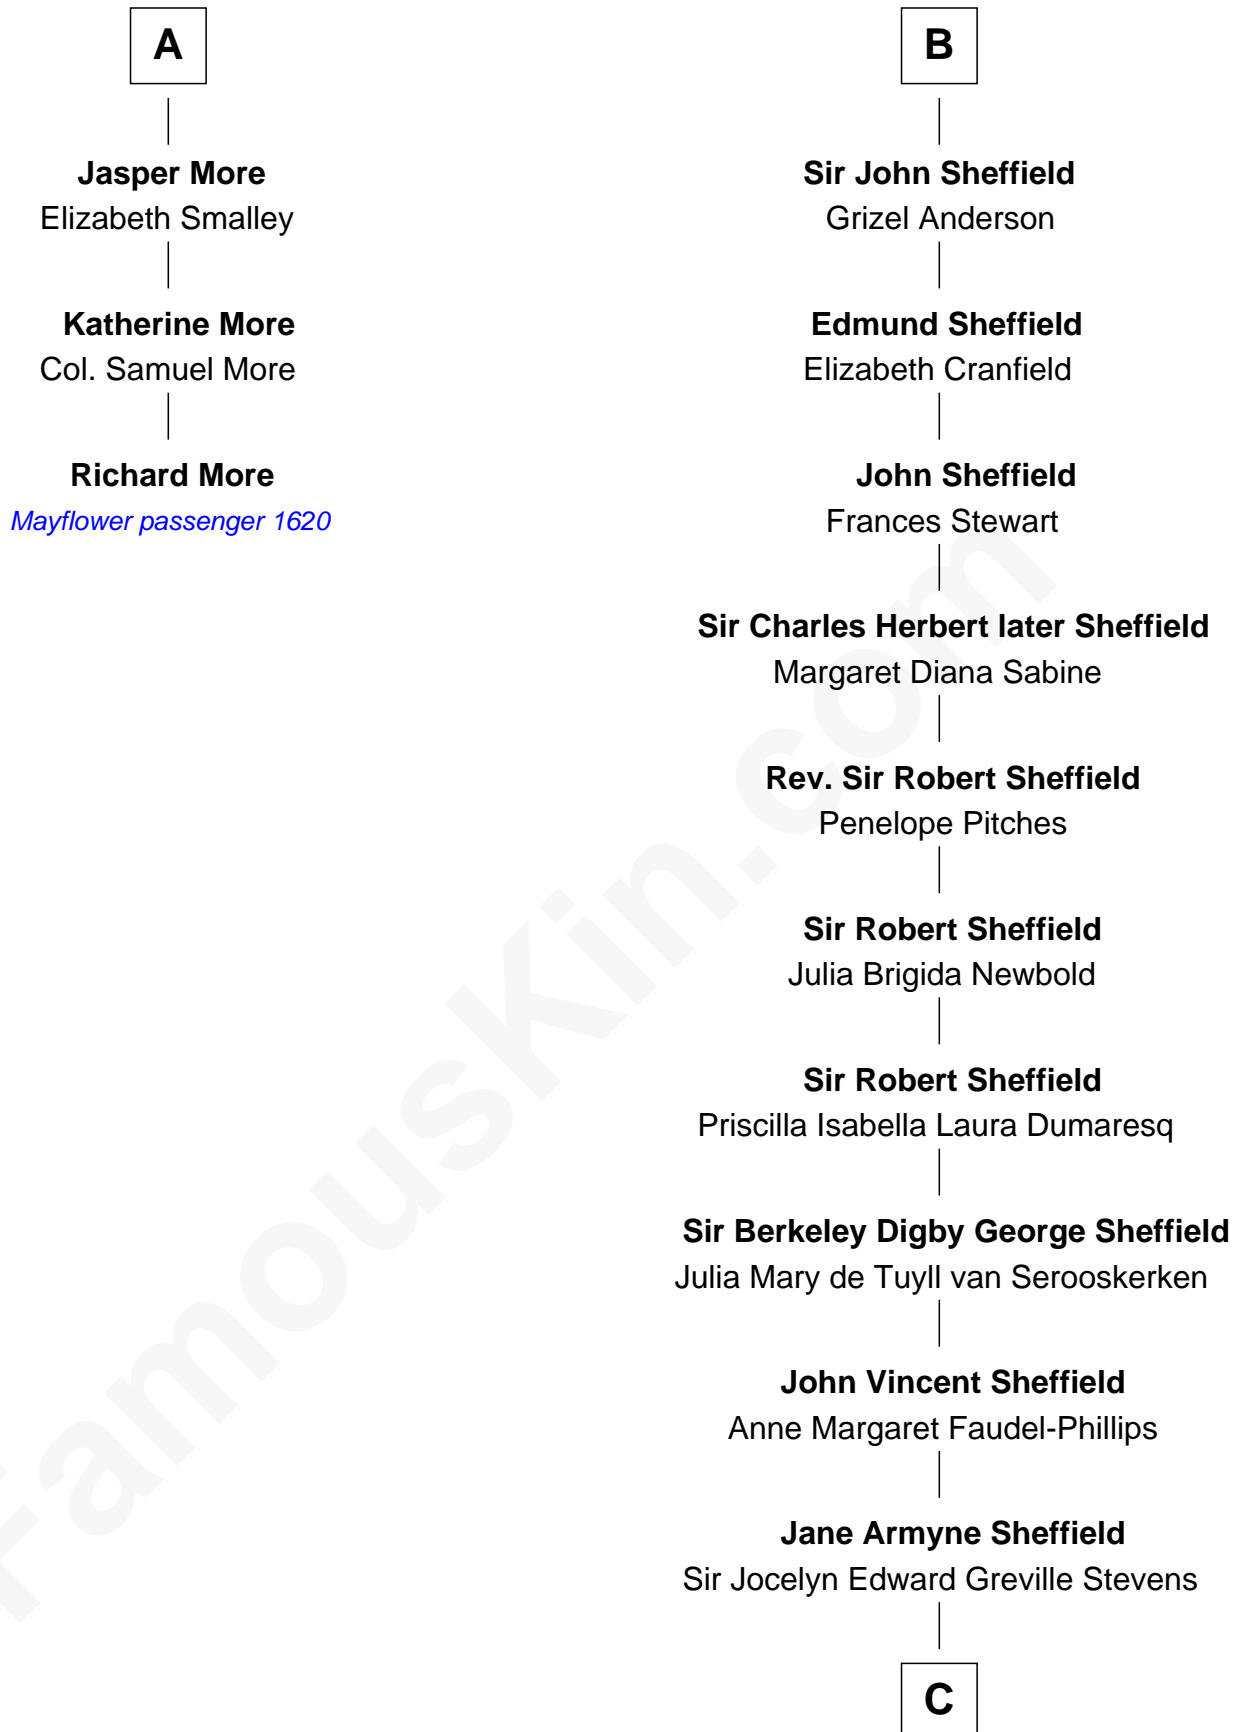 A
Jasper More
Elizabeth Smalley
Katherine More
Col. Samuel More
Richard More
Mayflower passenger 1620
B
Sir John Sheffield
Grizel Anderson
Edmund Sheffield
Elizabeth Cranfield
John Sheffield
Frances Stewart
Sir Charles Herbert later Sheffield
Margaret Diana Sabine
Rev. Sir Robert Sheffield
Penelope Pitches
Sir Robert Sheffield
Julia Brigida Newbold
Sir Robert Sheffield
Priscilla Isabella Laura Dumaresq
Sir Berkeley Digby George Sheffield
Julia Mary de Tuyll van Serooskerken
John Vincent Sheffield
Anne Margaret Faudel-Phillips
Jane Armyne Sheffield
Sir Jocelyn Edward Greville Stevens
C
FamousKin.com